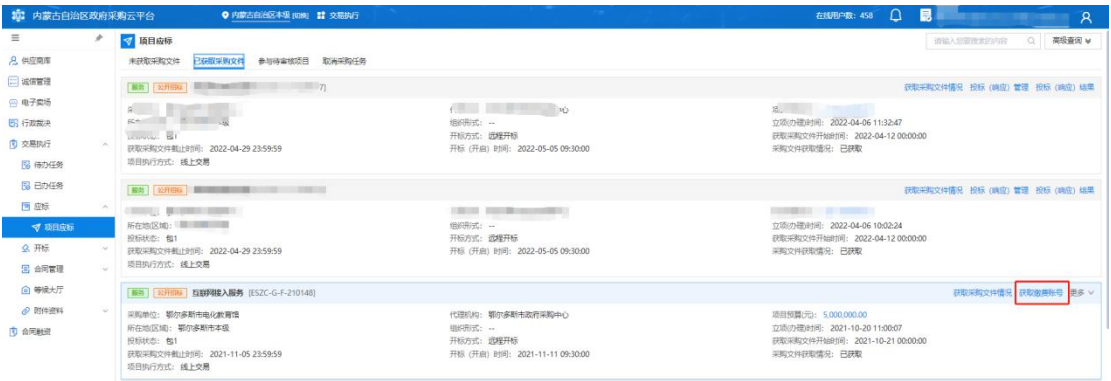 内蒙古自治区政府采购云平台 内蒙古自治区本级 [切换] 交易执行 在线用户数: 458
项目应标 请输入您要搜索的内容 高级查询
未获取采购文件 已获取采购文件 参与待审核项目 取消采购任务
供应商库
诚信管理
电子卖场
行政裁决
交易执行
待办任务
已办任务
应标
项目应标
开标
合同管理
等候大厅
附件资料
合同融资
服务 公开招标 7] 获取采购文件情况 投标 (响应) 管理 投标 (响应) 结果
组织形式: -- 立项(办理)时间: 2022-04-06 11:32:47
包1 开标方式: 远程开标 获取采购文件开始时间: 2022-04-12 00:00:00
获取采购文件截止时间: 2022-04-29 23:59:59 开标 (开启) 时间: 2022-05-05 09:30:00 采购文件获取情况: 已获取
项目执行方式: 线上交易
服务 公开招标 获取采购文件情况 投标 (响应) 管理 投标 (响应) 结果
所在地(区域): 组织形式: -- 立项(办理)时间: 2022-04-06 10:02:24
投标状态: 包1 开标方式: 远程开标 获取采购文件开始时间: 2022-04-12 00:00:00
获取采购文件截止时间: 2022-04-29 23:59:59 开标 (开启) 时间: 2022-05-05 09:30:00 采购文件获取情况: 已获取
项目执行方式: 线上交易
服务 公开招标 互联网接入服务 [ESZC-G-F-210148] 获取采购文件情况 获取缴费账号 更多
采购单位: 鄂尔多斯市电化教育馆 代理机构: 鄂尔多斯市政府采购中心 项目预算(元): 5,000,000.00
所在地(区域): 鄂尔多斯市本级 组织形式: -- 立项(办理)时间: 2021-10-20 11:00:07
投标状态: 包1 开标方式: 远程开标 获取采购文件开始时间: 2021-10-21 00:00:00
获取采购文件截止时间: 2021-11-05 23:59:59 开标 (开启) 时间: 2021-11-11 09:30:00 采购文件获取情况: 已获取
项目执行方式: 线上交易